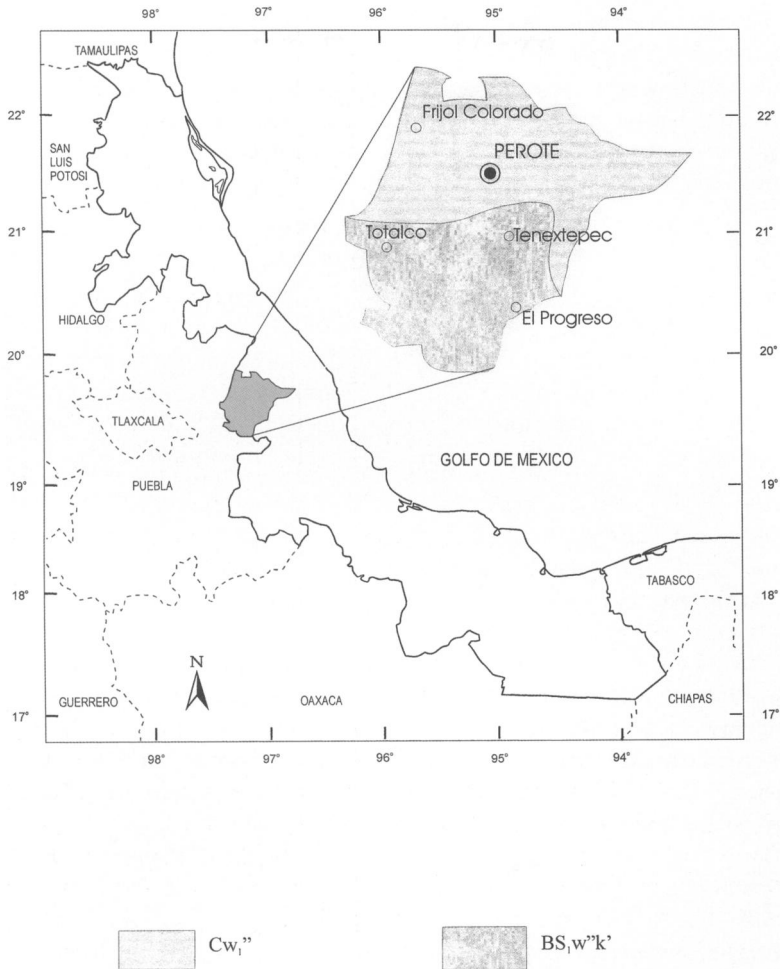 98° 97° 96° 95° 94°
TAMAULIPAS
22° 22°
Frijol Colorado
SAN
LUIS
POTOSI
PEROTE
21° 21°
Totalco
Tenextepec
HIDALGO
El Progreso
20° 20°
TLAXCALA
GOLFO DE MEXICO
19° 19°
PUEBLA
18° 18°
TABASCO
N
GUERRERO
OAXACA
CHIAPAS
17° 17°
98° 97° 96° 95° 94°
Cw₁” BS₁w”k’